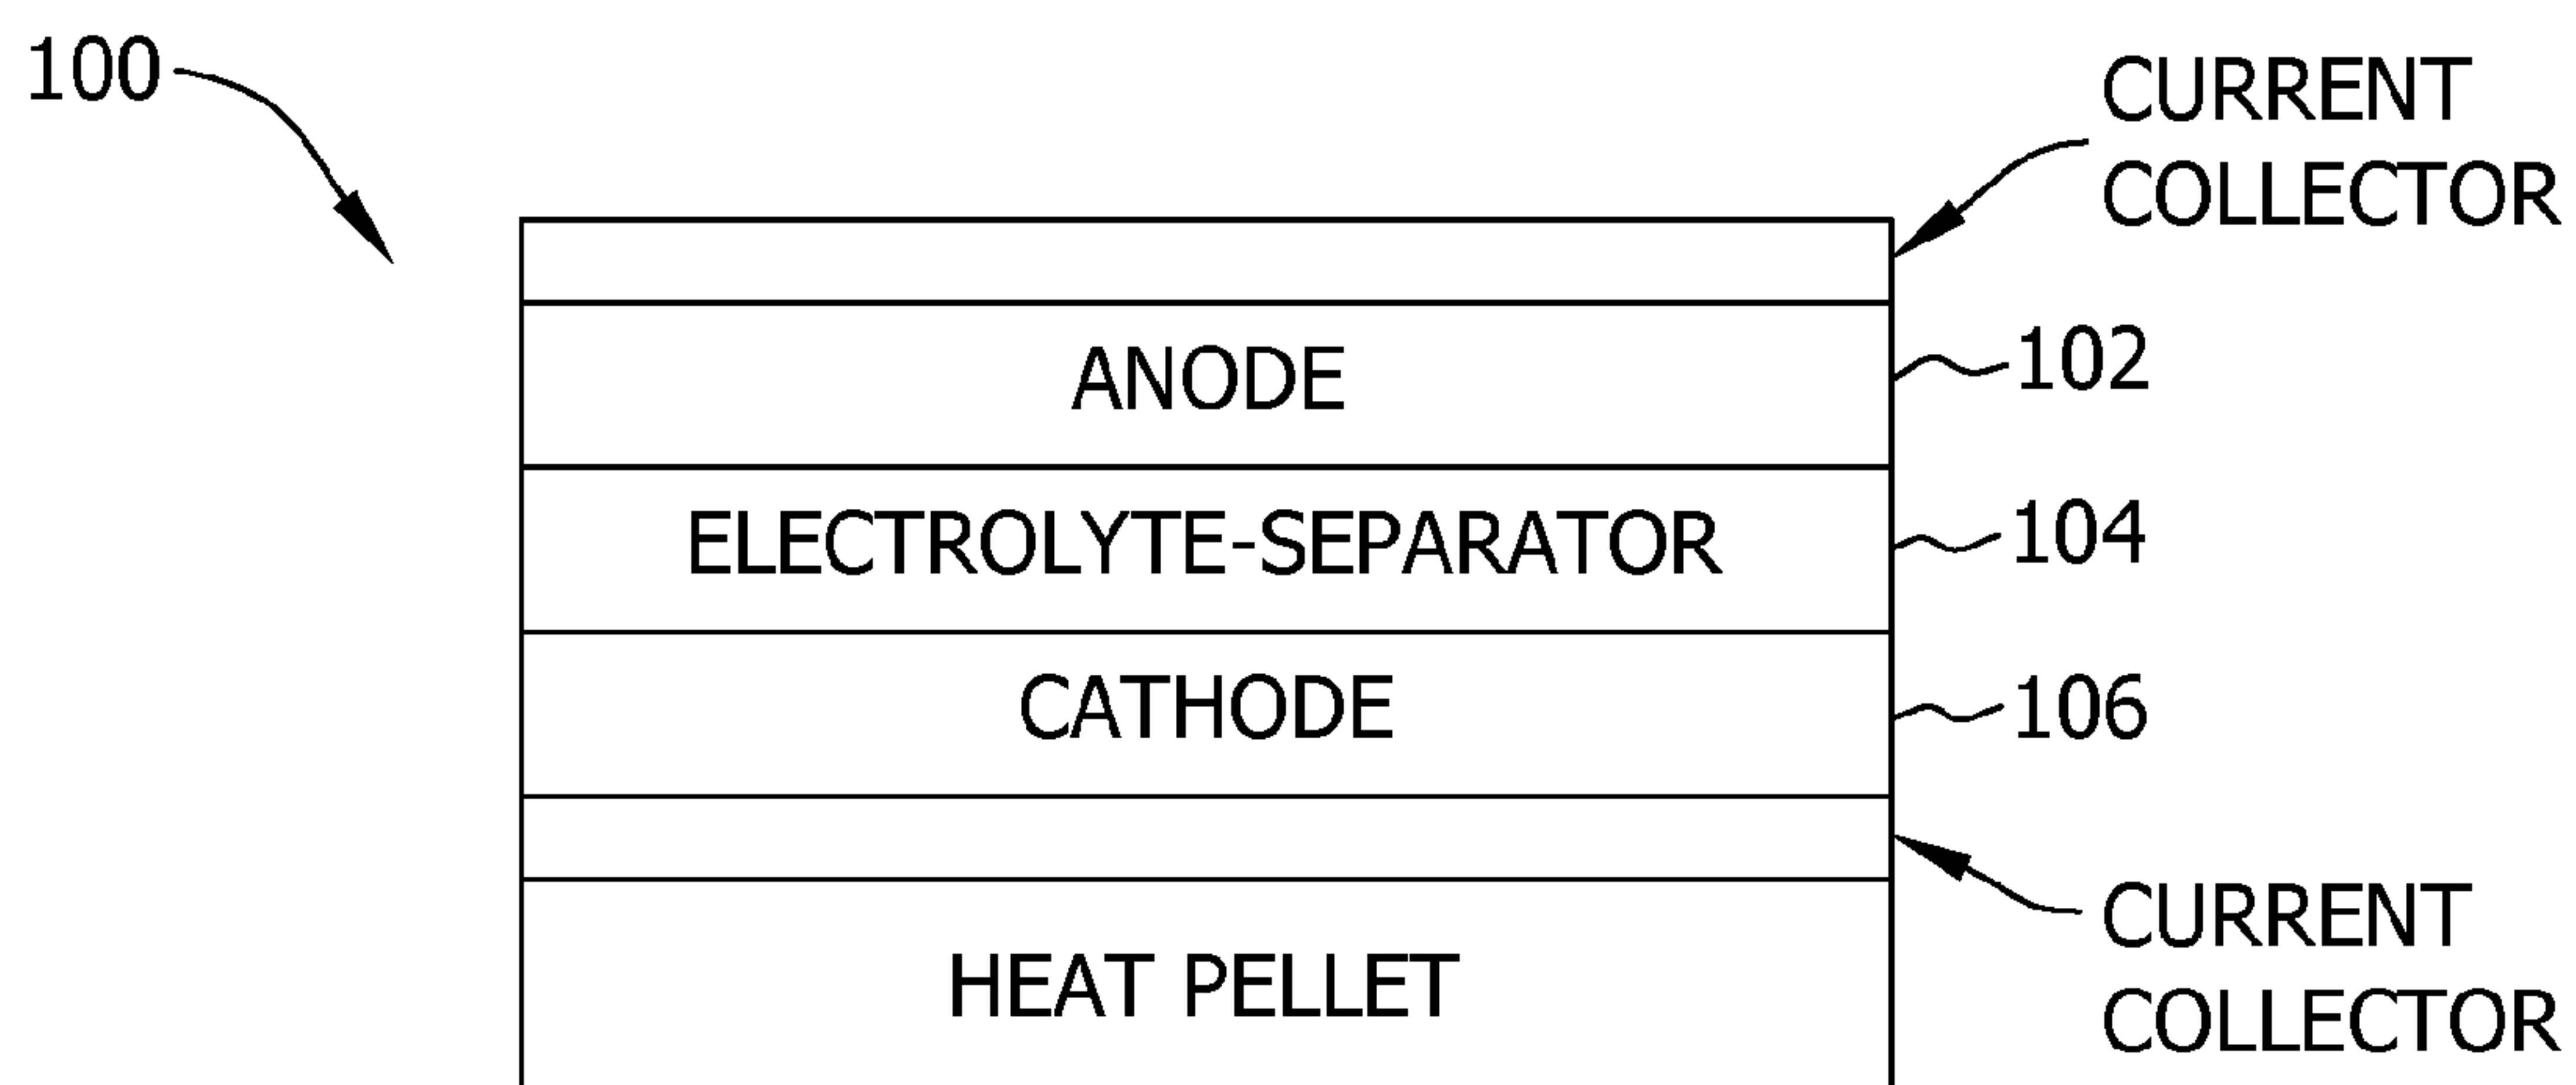 100
CURRENT
COLLECTOR
ANODE
102
ELECTROLYTE-SEPARATOR
104
CATHODE
106
CURRENT
COLLECTOR
HEAT PELLET